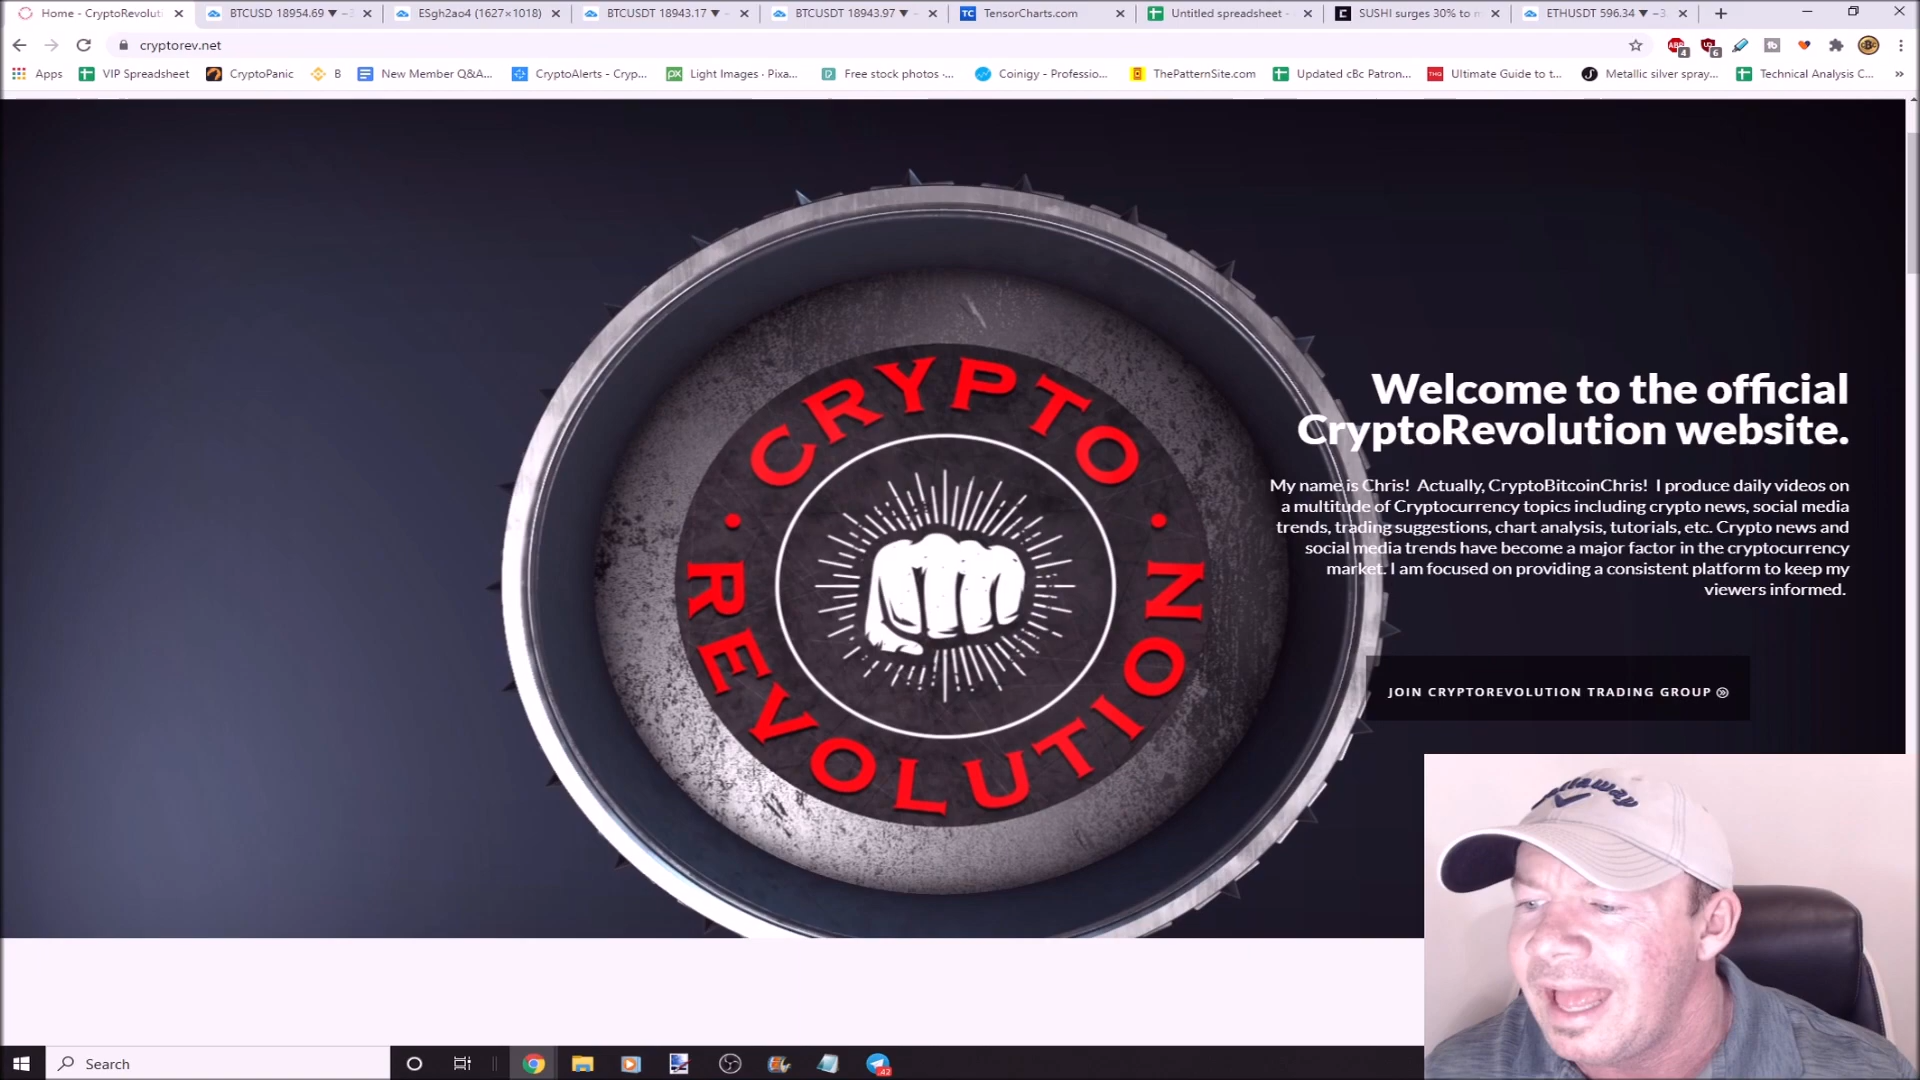 Home - CryptoRevoluti
BTCUSD 18954.69 ▼ −3
ESgh2ao4 (1627×1018)
BTCUSDT 18943.17 ▼ −
BTCUSDT 18943.97 ▼ −
TensorCharts.com
Untitled spreadsheet -
SUSHI surges 30% to n
ETHUSDT 596.34 ▼ −3
cryptorev.net
Apps
VIP Spreadsheet
CryptoPanic
B
New Member Q&A...
CryptoAlerts - Cryp...
Light Images · Pixa...
Free stock photos ·...
Coinigy - Professio...
ThePatternSite.com
Updated cBc Patron...
Ultimate Guide to t...
Metallic silver spray...
Technical Analysis C...
CRYPTO
REVOLUTION
Welcome to the official
CryptoRevolution website.
My name is Chris! Actually, CryptoBitcoinChris! I produce daily videos on
a multitude of Cryptocurrency topics including crypto news, social media
trends, trading suggestions, chart analysis, tutorials, etc. Crypto news and
social media trends have become a major factor in the cryptocurrency
market. I am focused on providing a consistent platform to keep my
viewers informed.
JOIN CRYPTOREVOLUTION TRADING GROUP
Callaway
Search
42